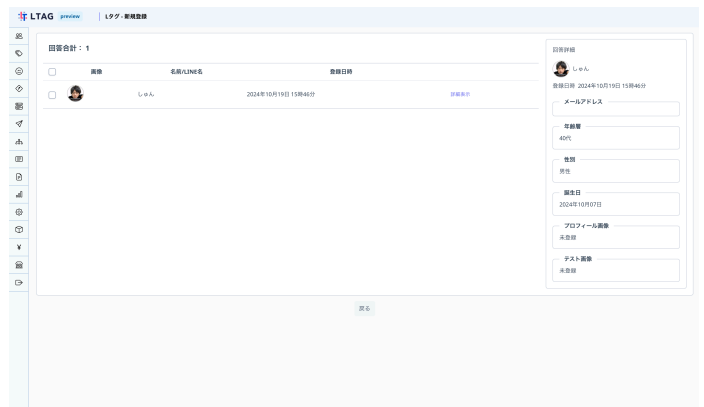 LTAG preview Lタグ - 新規登録
回答合計： 1
画像 名前/LINE名 登録日時
しゅん 2024年10月19日 15時46分 詳細表示
回答詳細
しゅん
登録日時 2024年10月19日 15時46分
メールアドレス
年齢層
40代
性別
男性
誕生日
2024年10月07日
プロフィール画像
未登録
テスト画像
未登録
戻る